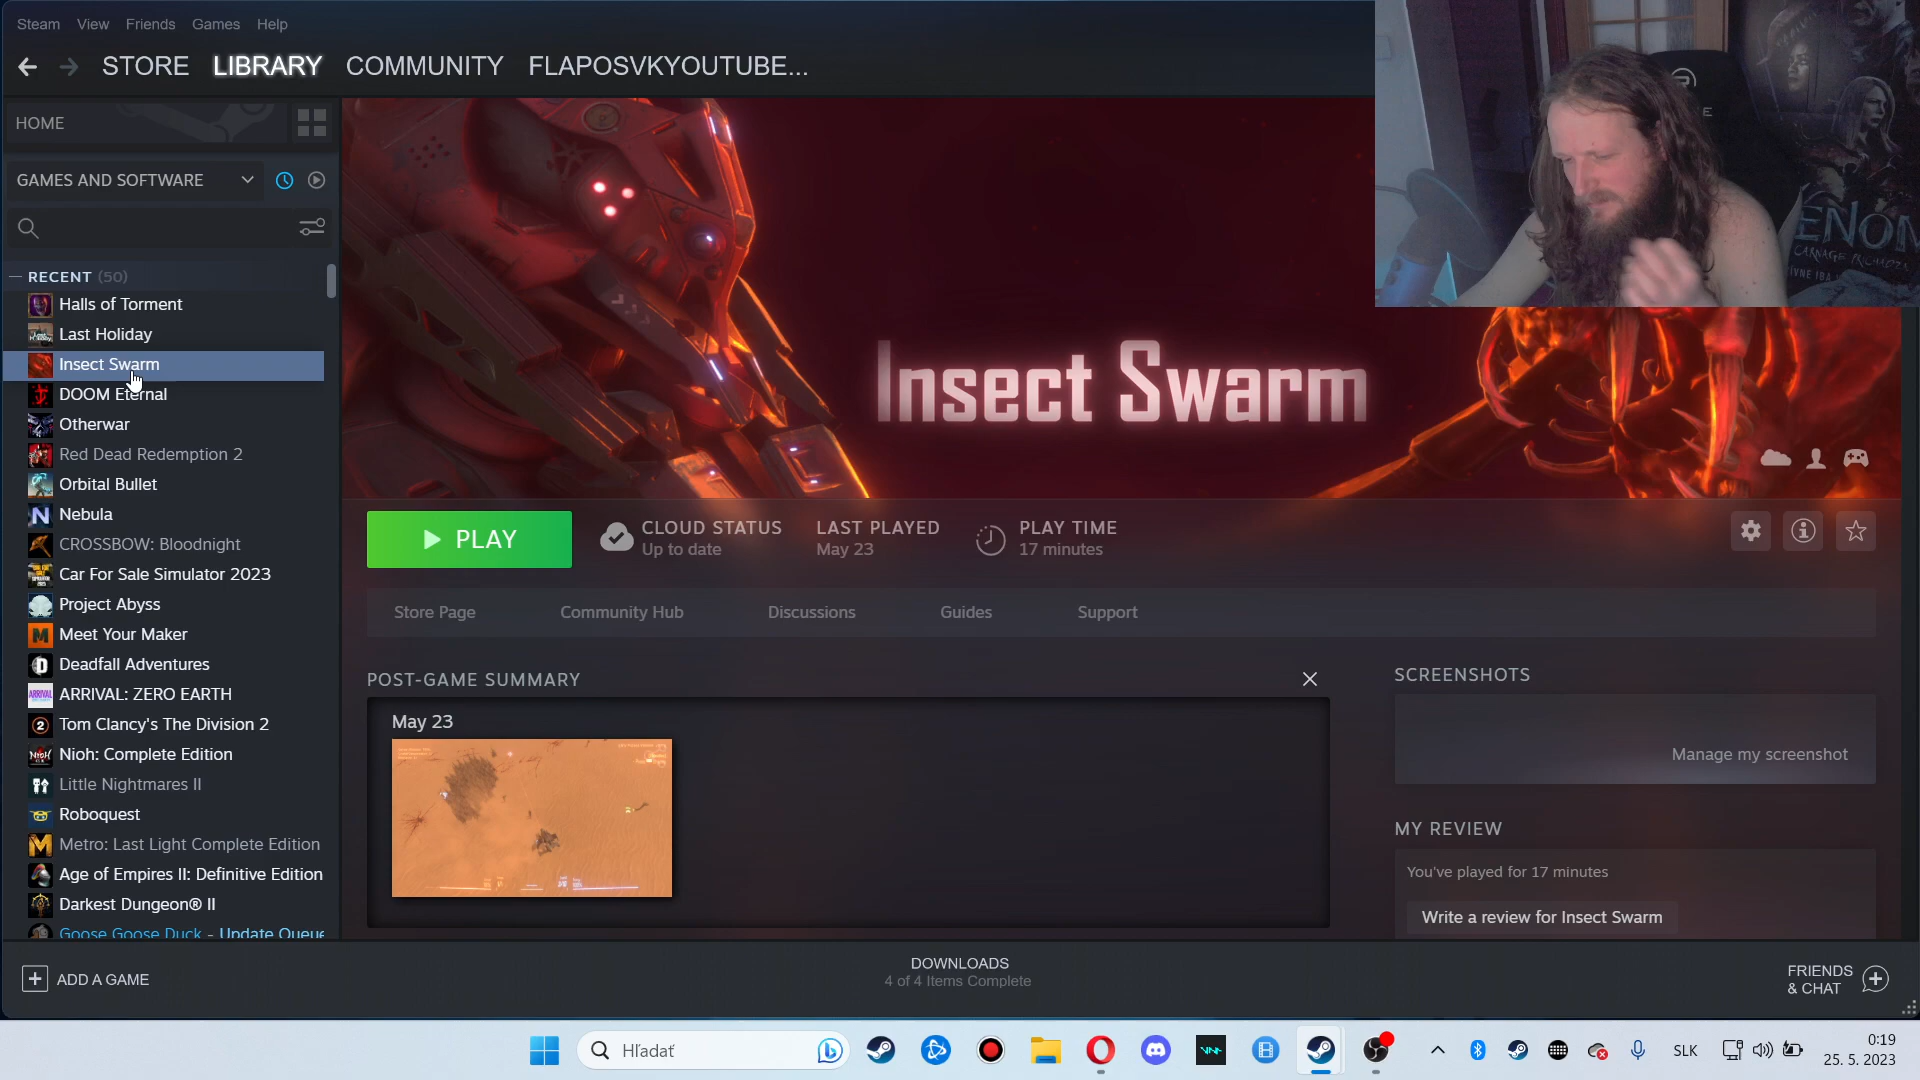 Steam View Friends Games Help
STORE LIBRARY COMMUNITY FLAPOSVKYOUTUBE...
HOME
GAMES AND SOFTWARE
RECENT (50)
Halls of Torment
Last Holiday
Insect Swarm
DOOM Eternal
Otherwar
Red Dead Redemption 2
Orbital Bullet
Nebula
CROSSBOW: Bloodnight
Car For Sale Simulator 2023
Project Abyss
Meet Your Maker
Deadfall Adventures
ARRIVAL: ZERO EARTH
Tom Clancy's The Division 2
Nioh: Complete Edition
Little Nightmares II
Roboquest
Metro: Last Light Complete Edition
Age of Empires II: Definitive Edition
Darkest Dungeon® II
Goose Goose Duck - Update Queue
Insect Swarm
ENOM
PLAY
CLOUD STATUS
Up to date
LAST PLAYED
May 23
PLAY TIME
17 minutes
Store Page Community Hub Discussions Guides Support
POST-GAME SUMMARY
May 23
SCREENSHOTS
Manage my screenshot
MY REVIEW
You've played for 17 minutes
Write a review for Insect Swarm
ADD A GAME
DOWNLOADS
4 of 4 Items Complete
FRIENDS
& CHAT
Hľadať
SLK
0:19
25. 5. 2023